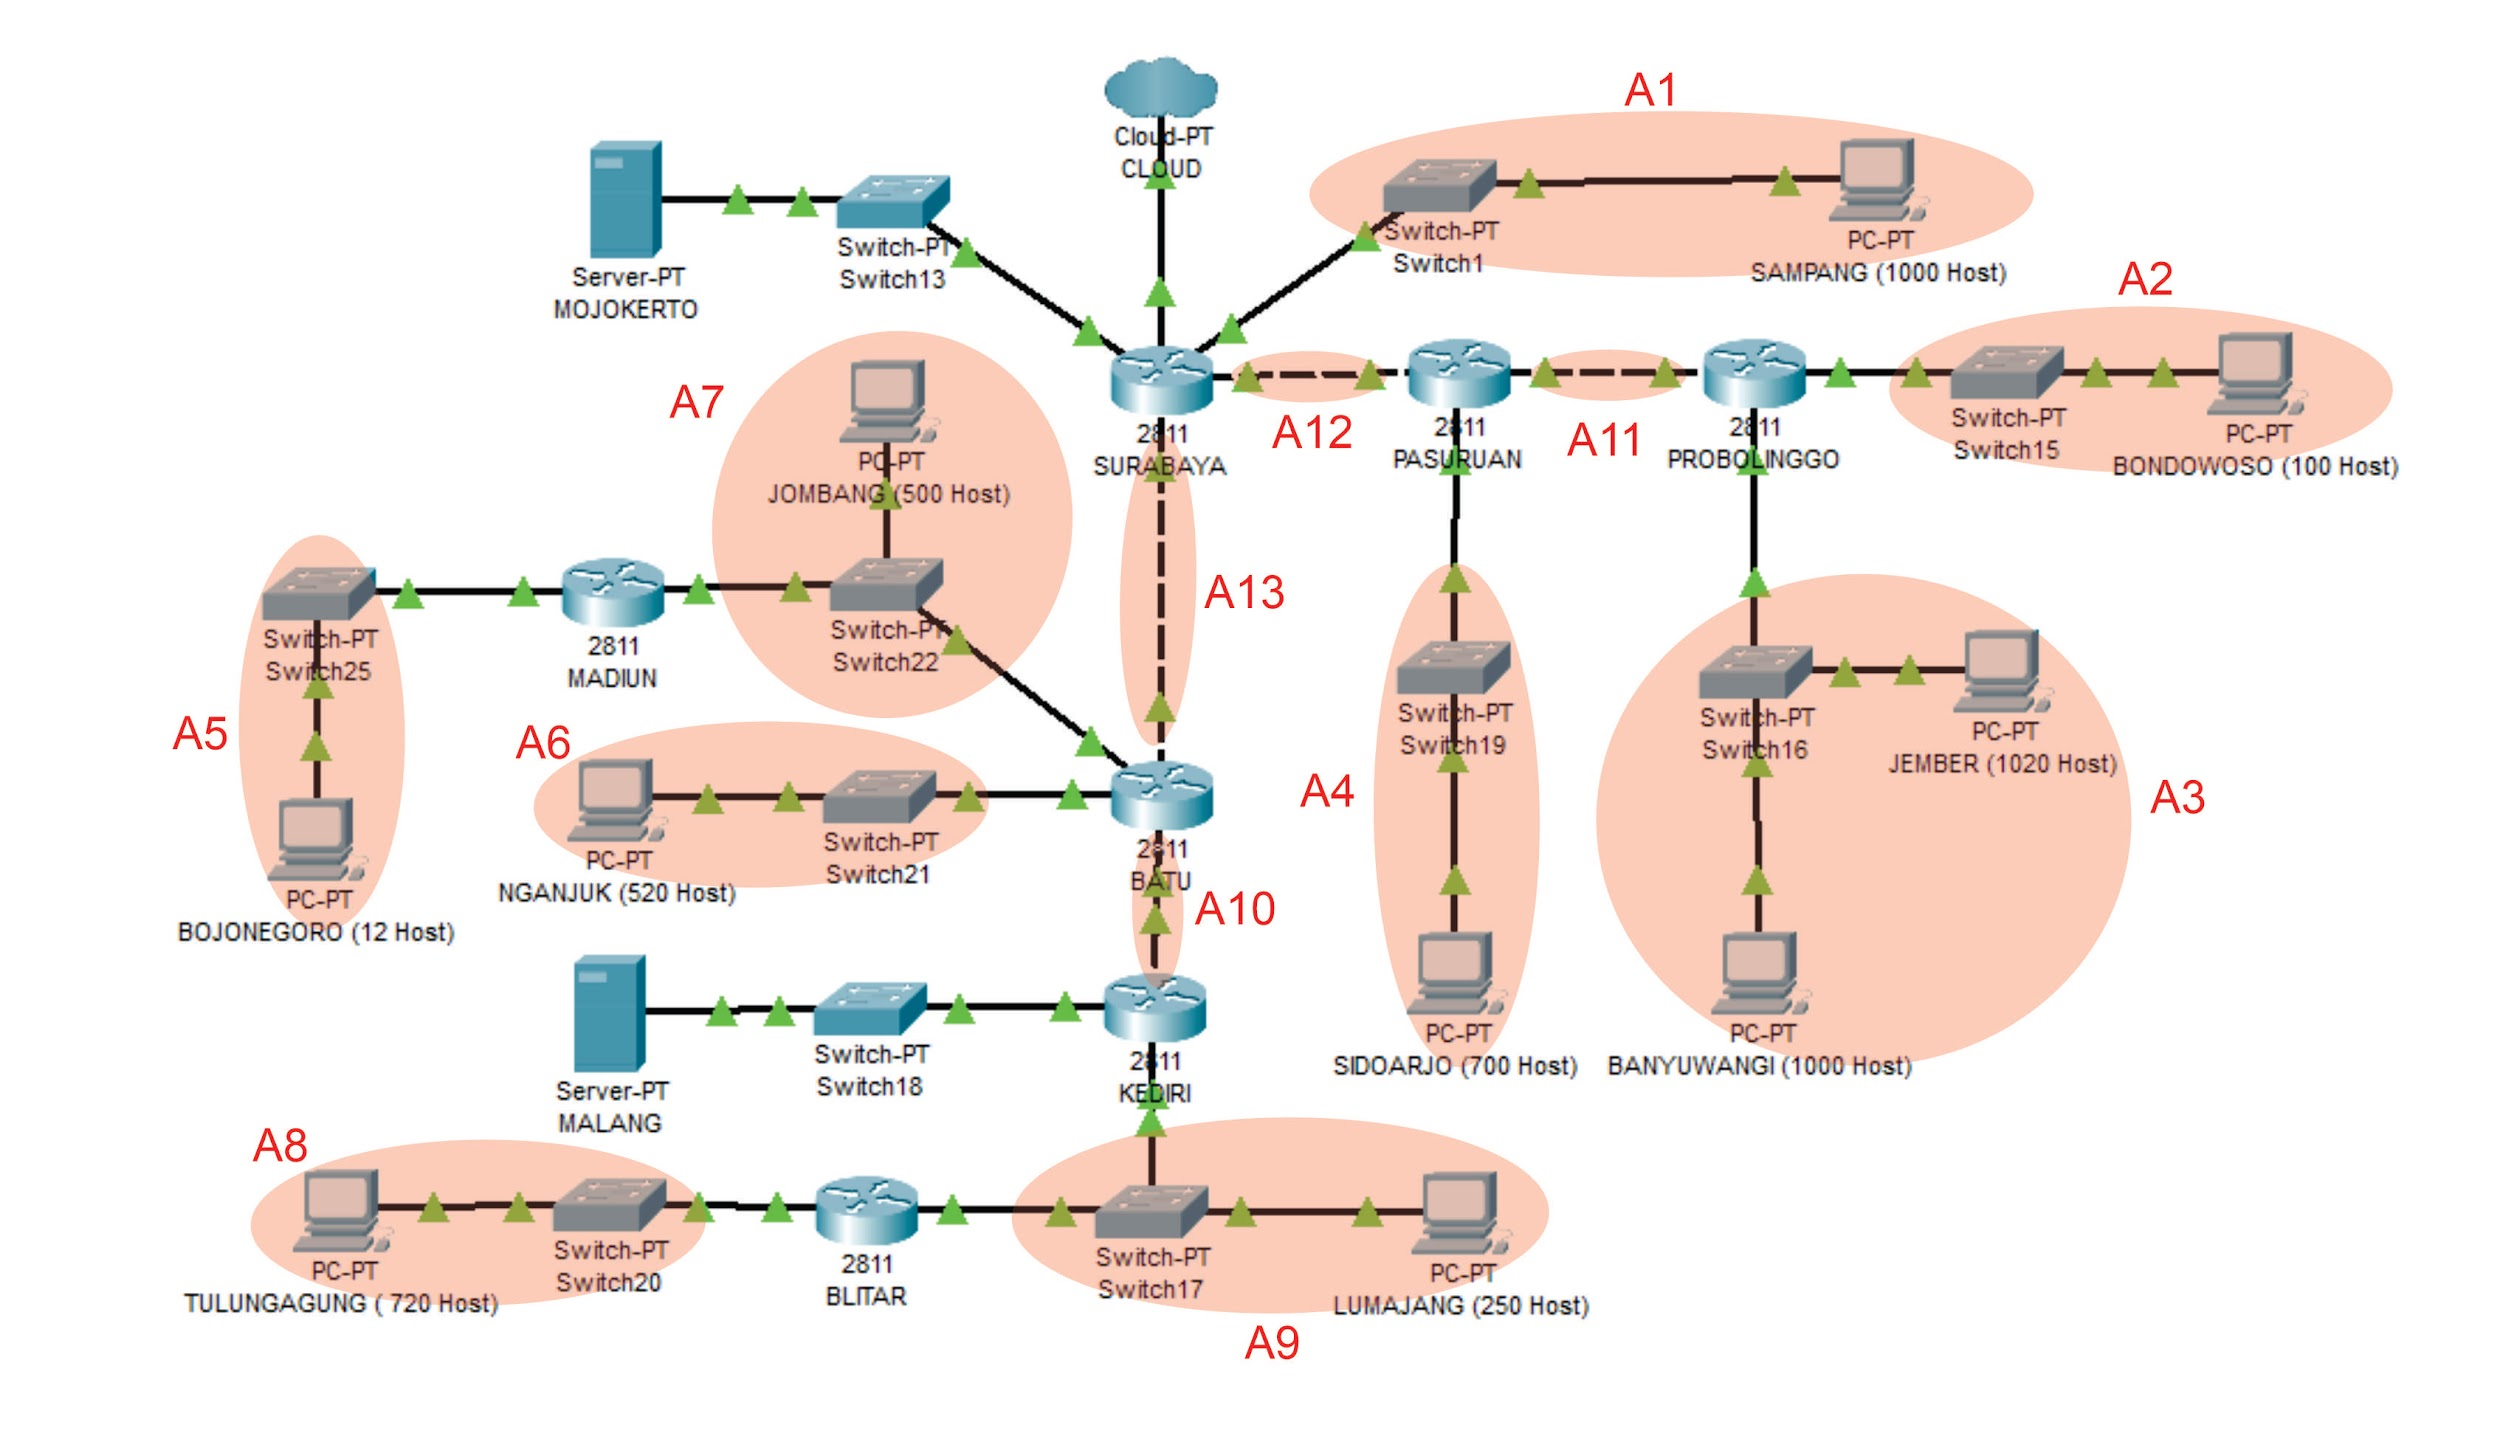 A1
Cloud-PT
CLOUD
Switch-PT
Switch1
PC-PT
SAMPANG (1000 Host)
Server-PT
MOJOKERTO
Switch-PT
Switch13
A2
A7
PC-PT
JOMBANG (500 Host)
2811
SURABAYA
A12
2811
PASURUAN
A11
2811
PROBOLINGGO
Switch-PT
Switch15
PC-PT
BONDOWOSO (100 Host)
Switch-PT
Switch25
2811
MADIUN
Switch-PT
Switch22
A13
A5
A6
PC-PT
BOJONEGORO (12 Host)
PC-PT
NGANJUK (520 Host)
Switch-PT
Switch21
2811
BATU
A10
A4
Switch-PT
Switch19
PC-PT
SIDOARJO (700 Host)
Switch-PT
Switch16
PC-PT
JEMBER (1020 Host)
A3
PC-PT
BANYUWANGI (1000 Host)
Server-PT
MALANG
Switch-PT
Switch18
2811
KEDIRI
A8
PC-PT
TULUNGAGUNG ( 720 Host)
Switch-PT
Switch20
2811
BLITAR
Switch-PT
Switch17
PC-PT
LUMAJANG (250 Host)
A9